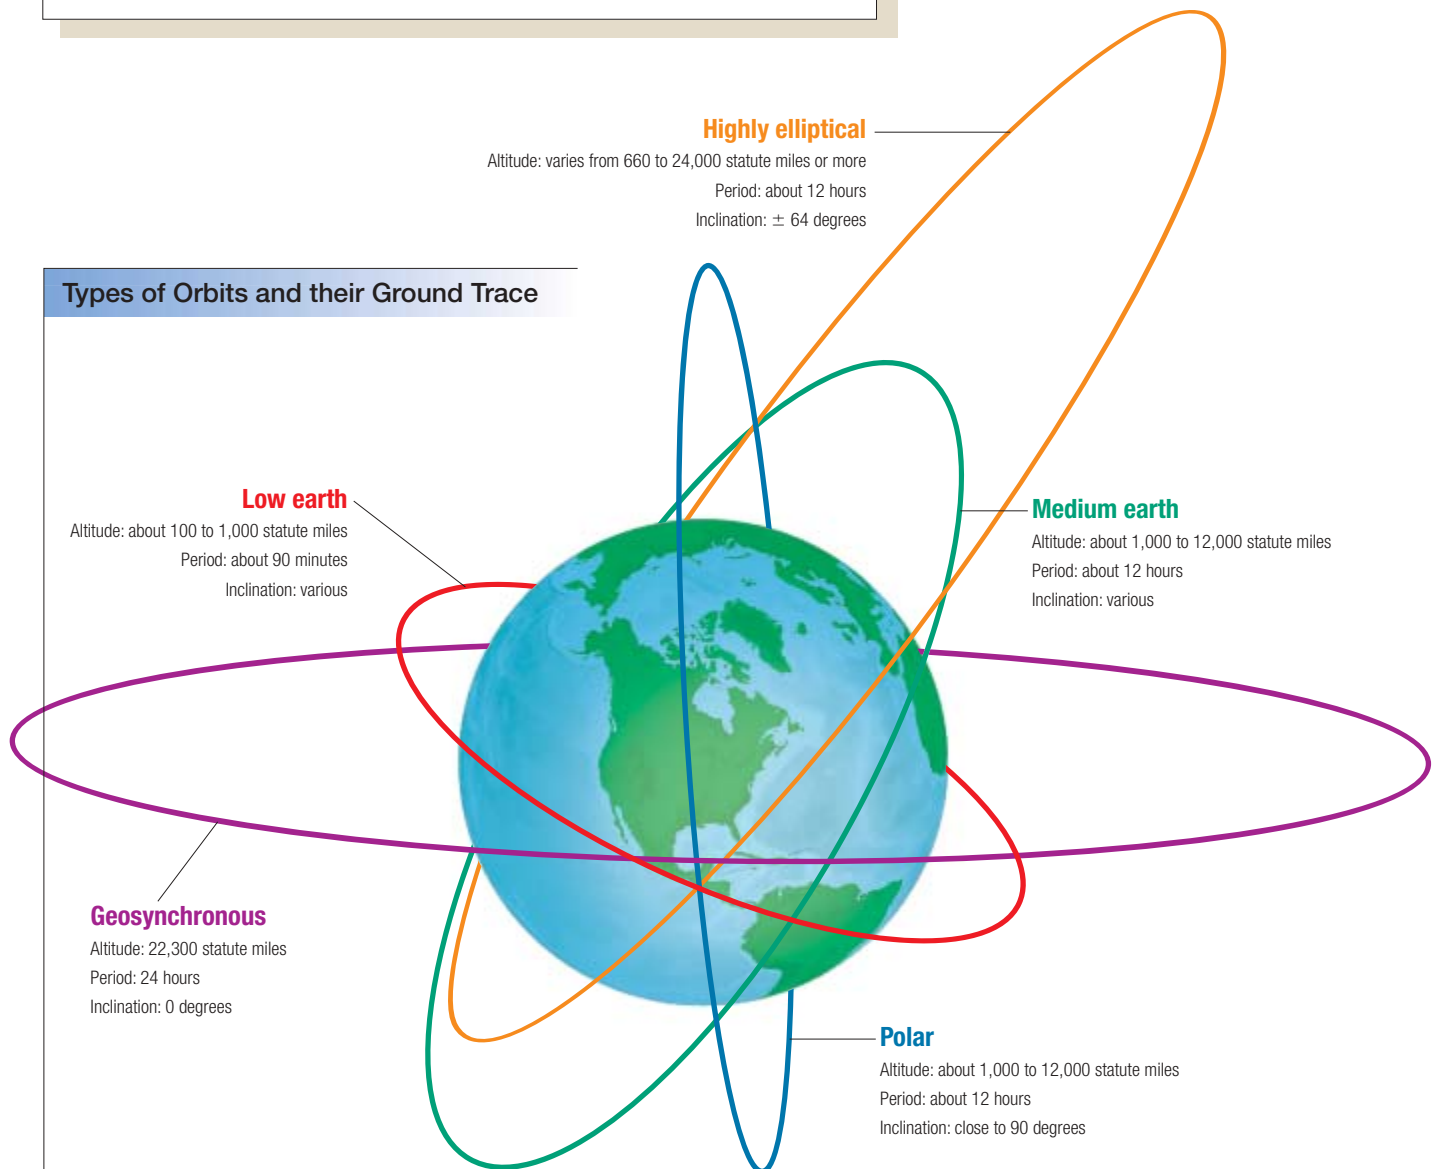 Highly elliptical
Altitude: varies from 660 to 24,000 statute miles or more
Period: about 12 hours
Inclination: ± 64 degrees
Types of Orbits and their Ground Trace
Low earth
Altitude: about 100 to 1,000 statute miles
Period: about 90 minutes
Inclination: various
Medium earth
Altitude: about 1,000 to 12,000 statute miles
Period: about 12 hours
Inclination: various
Geosynchronous
Altitude: 22,300 statute miles
Period: 24 hours
Inclination: 0 degrees
Polar
Altitude: about 1,000 to 12,000 statute miles
Period: about 12 hours
Inclination: close to 90 degrees